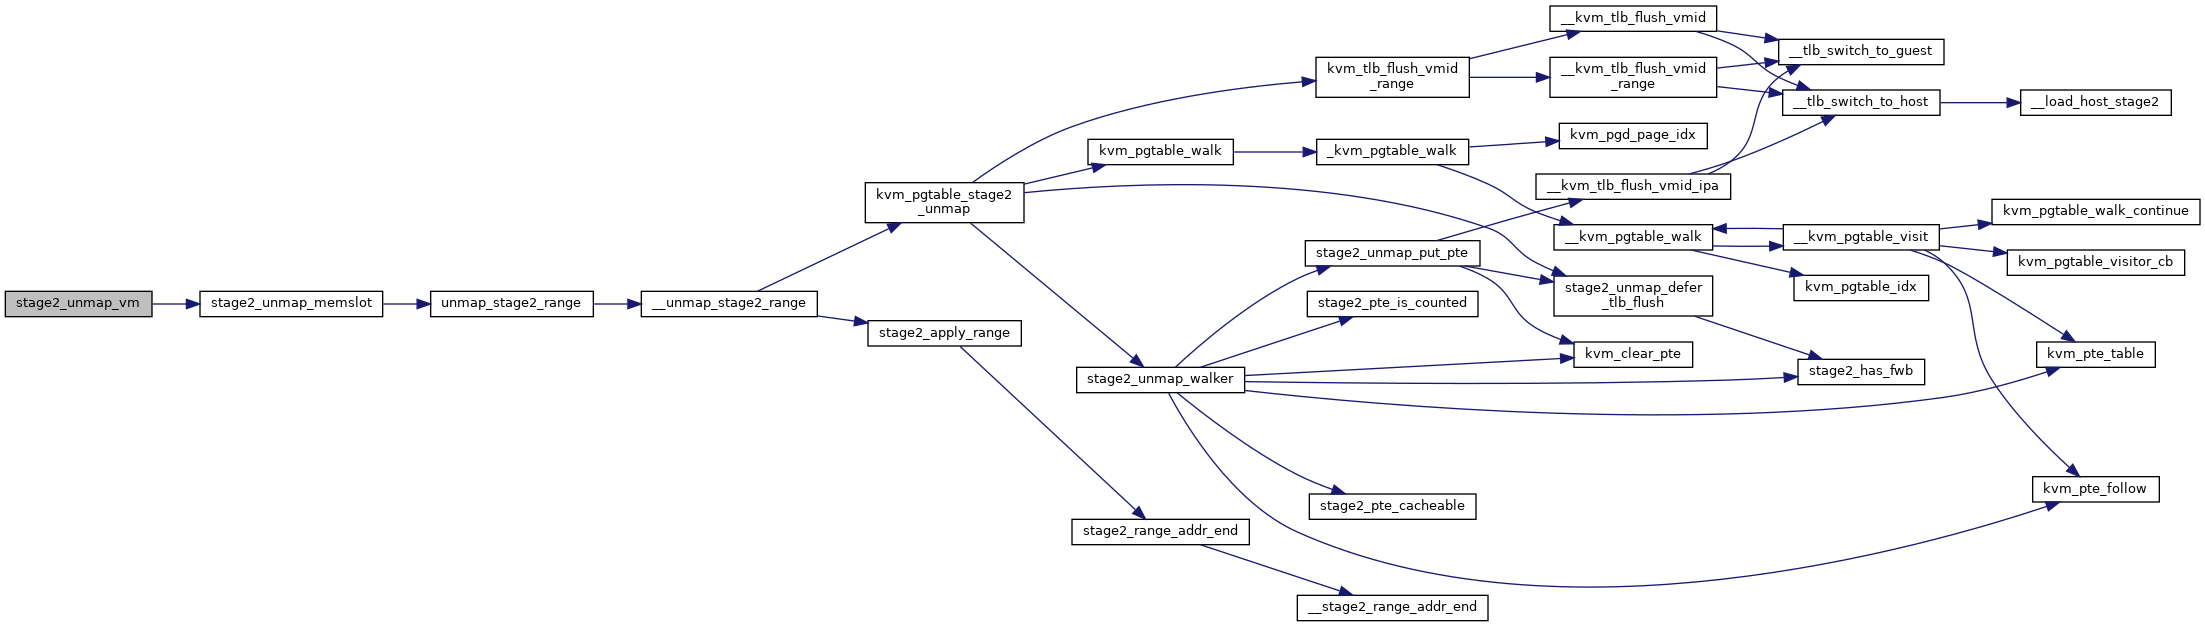 stage2_unmap_vm
stage2_unmap_memslot
unmap_stage2_range
__unmap_stage2_range
kvm_pgtable_stage2
_unmap
stage2_apply_range
kvm_tlb_flush_vmid
_range
kvm_pgtable_walk
stage2_unmap_walker
stage2_range_addr_end
__kvm_tlb_flush_vmid
__kvm_tlb_flush_vmid
_range
_kvm_pgtable_walk
kvm_pgd_page_idx
__kvm_tlb_flush_vmid_ipa
__kvm_pgtable_walk
stage2_unmap_put_pte
stage2_pte_is_counted
stage2_unmap_defer
_tlb_flush
kvm_clear_pte
stage2_pte_cacheable
__stage2_range_addr_end
__tlb_switch_to_guest
__tlb_switch_to_host
__load_host_stage2
__kvm_pgtable_visit
kvm_pgtable_idx
stage2_has_fwb
kvm_pgtable_walk_continue
kvm_pgtable_visitor_cb
kvm_pte_table
kvm_pte_follow